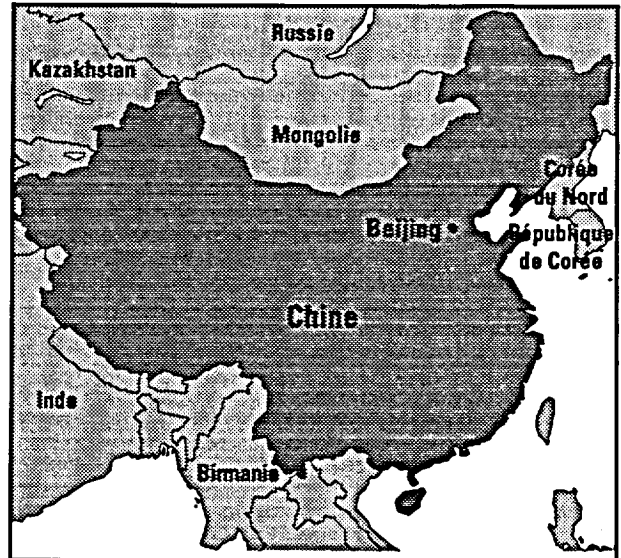 Russie
Kazakhstan
Mongolie
Corée
du Nord
Beijing
République
de Corée
Chine
Inde
Birmanie